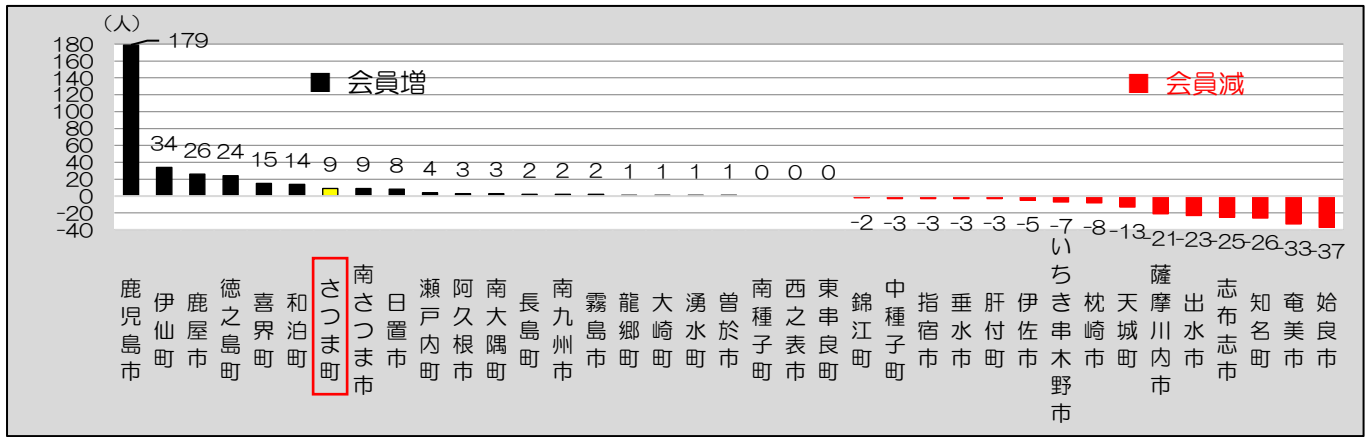 (人)
180
160
140
120
100
80
60
40
20
0
-20
-40
■ 会員増
■ 会員減
179
34
26
24
15
14
9
9
8
4
3
3
2
2
2
1
1
1
1
0
0
0
-2
-3
-3
-3
-3
-5
-7
-8
-13
-21
-23
-25
-26
-33
-37
鹿児島市
伊仙町
鹿屋市
徳之島町
喜界町
和泊町
さつま町
南さつま市
日置市
瀬戸内町
阿久根市
南大隅町
長島町
南九州市
霧島市
龍郷町
大崎町
湧水町
曽於市
南種子町
西之表市
東串良町
錦江町
中種子町
指宿市
垂水市
肝付町
伊佐市
いちき串木野市
枕崎市
天城町
薩摩川内市
出水市
志布志市
知名町
奄美市
姶良市